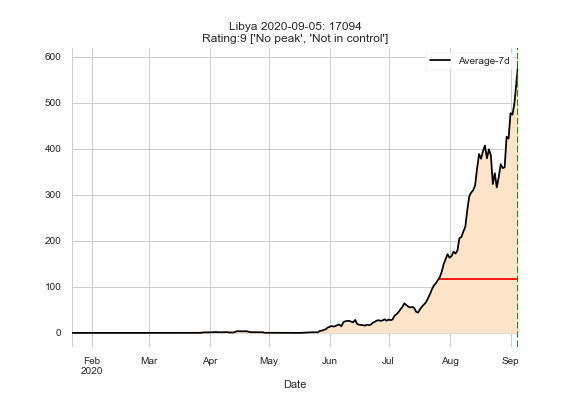 Libya 2020-09-05: 17094
Rating:9 ['No peak', 'Not in control']
Average-7d
600
500
400
300
200
100
0
Feb Mar Apr May Jun Jul Aug Sep
2020
Date